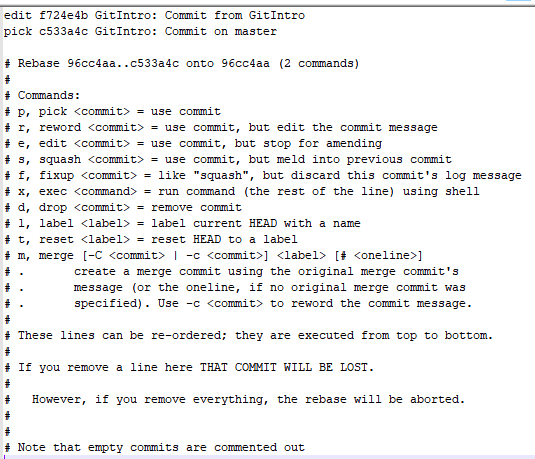 edit f724e4b GitIntro: Commit from GitIntro
pick c533a4c GitIntro: Commit on master
# Rebase 96cc4aa..c533a4c onto 96cc4aa (2 commands)
#
# Commands:
# p, pick <commit> = use commit
# r, reword <commit> = use commit, but edit the commit message
# e, edit <commit> = use commit, but stop for amending
# s, squash <commit> = use commit, but meld into previous commit
# f, fixup <commit> = like "squash", but discard this commit's log message
# x, exec <command> = run command (the rest of the line) using shell
# d, drop <commit> = remove commit
# l, label <label> = label current HEAD with a name
# t, reset <label> = reset HEAD to a label
# m, merge [-C <commit> | -c <commit>] <label> [# <oneline>]
# .       create a merge commit using the original merge commit's
# .       message (or the oneline, if no original merge commit was
# .       specified). Use -c <commit> to reword the commit message.
#
# These lines can be re-ordered; they are executed from top to bottom.
#
# If you remove a line here THAT COMMIT WILL BE LOST.
#
#   However, if you remove everything, the rebase will be aborted.
#
#
# Note that empty commits are commented out